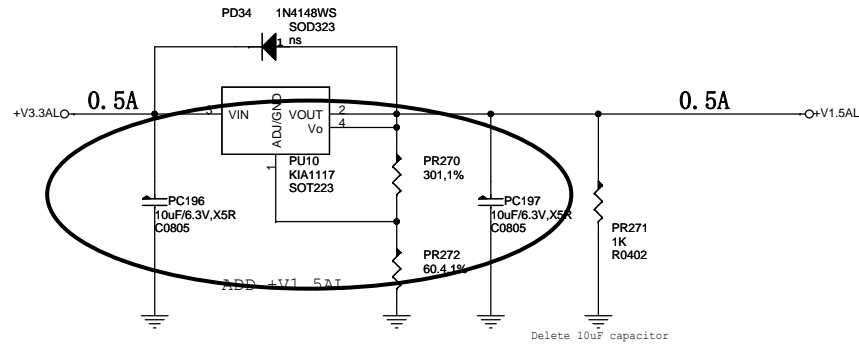 PD34
1N4148WS
SOD323
ns
1
0.5A
0.5A
+V3.3AL
3
VIN
ADJ/GND
VOUT
Vo
2
4
+V1.5AL
1
PU10
KIA1117
SOT223
PR270
301,1%
PC196
10uF/6.3V,X5R
C0805
PC197
10uF/6.3V,X5R
C0805
PR271
1K
R0402
PR272
60.4,1%
ADD +V1.5AL
Delete 10uF capacitor